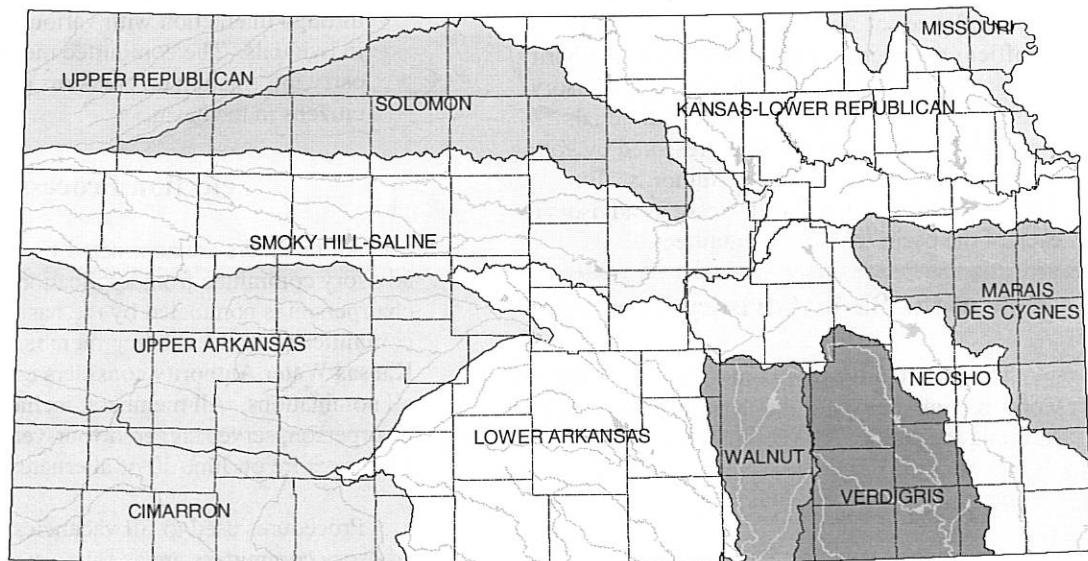 MISSOURI
UPPER REPUBLICAN
SOLOMON
KANSAS-LOWER REPUBLICAN
SMOKY HILL-SALINE
MARAIS
DES CYGNES
UPPER ARKANSAS
NEOSHO
LOWER ARKANSAS
WALNUT
VERDIGRIS
CIMARRON